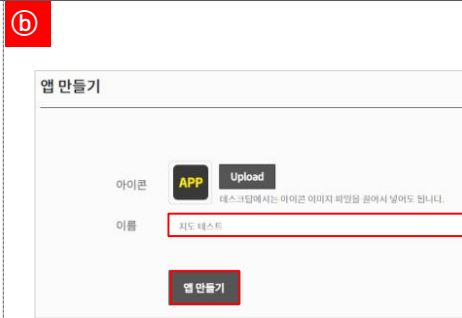 ⓑ
앱 만들기
아이콘
APP
Upload
데스크탑에서는 아이콘 이미지 파일을 끌어서 넣어도 됩니다.
이름
지도 테스트
앱 만들기